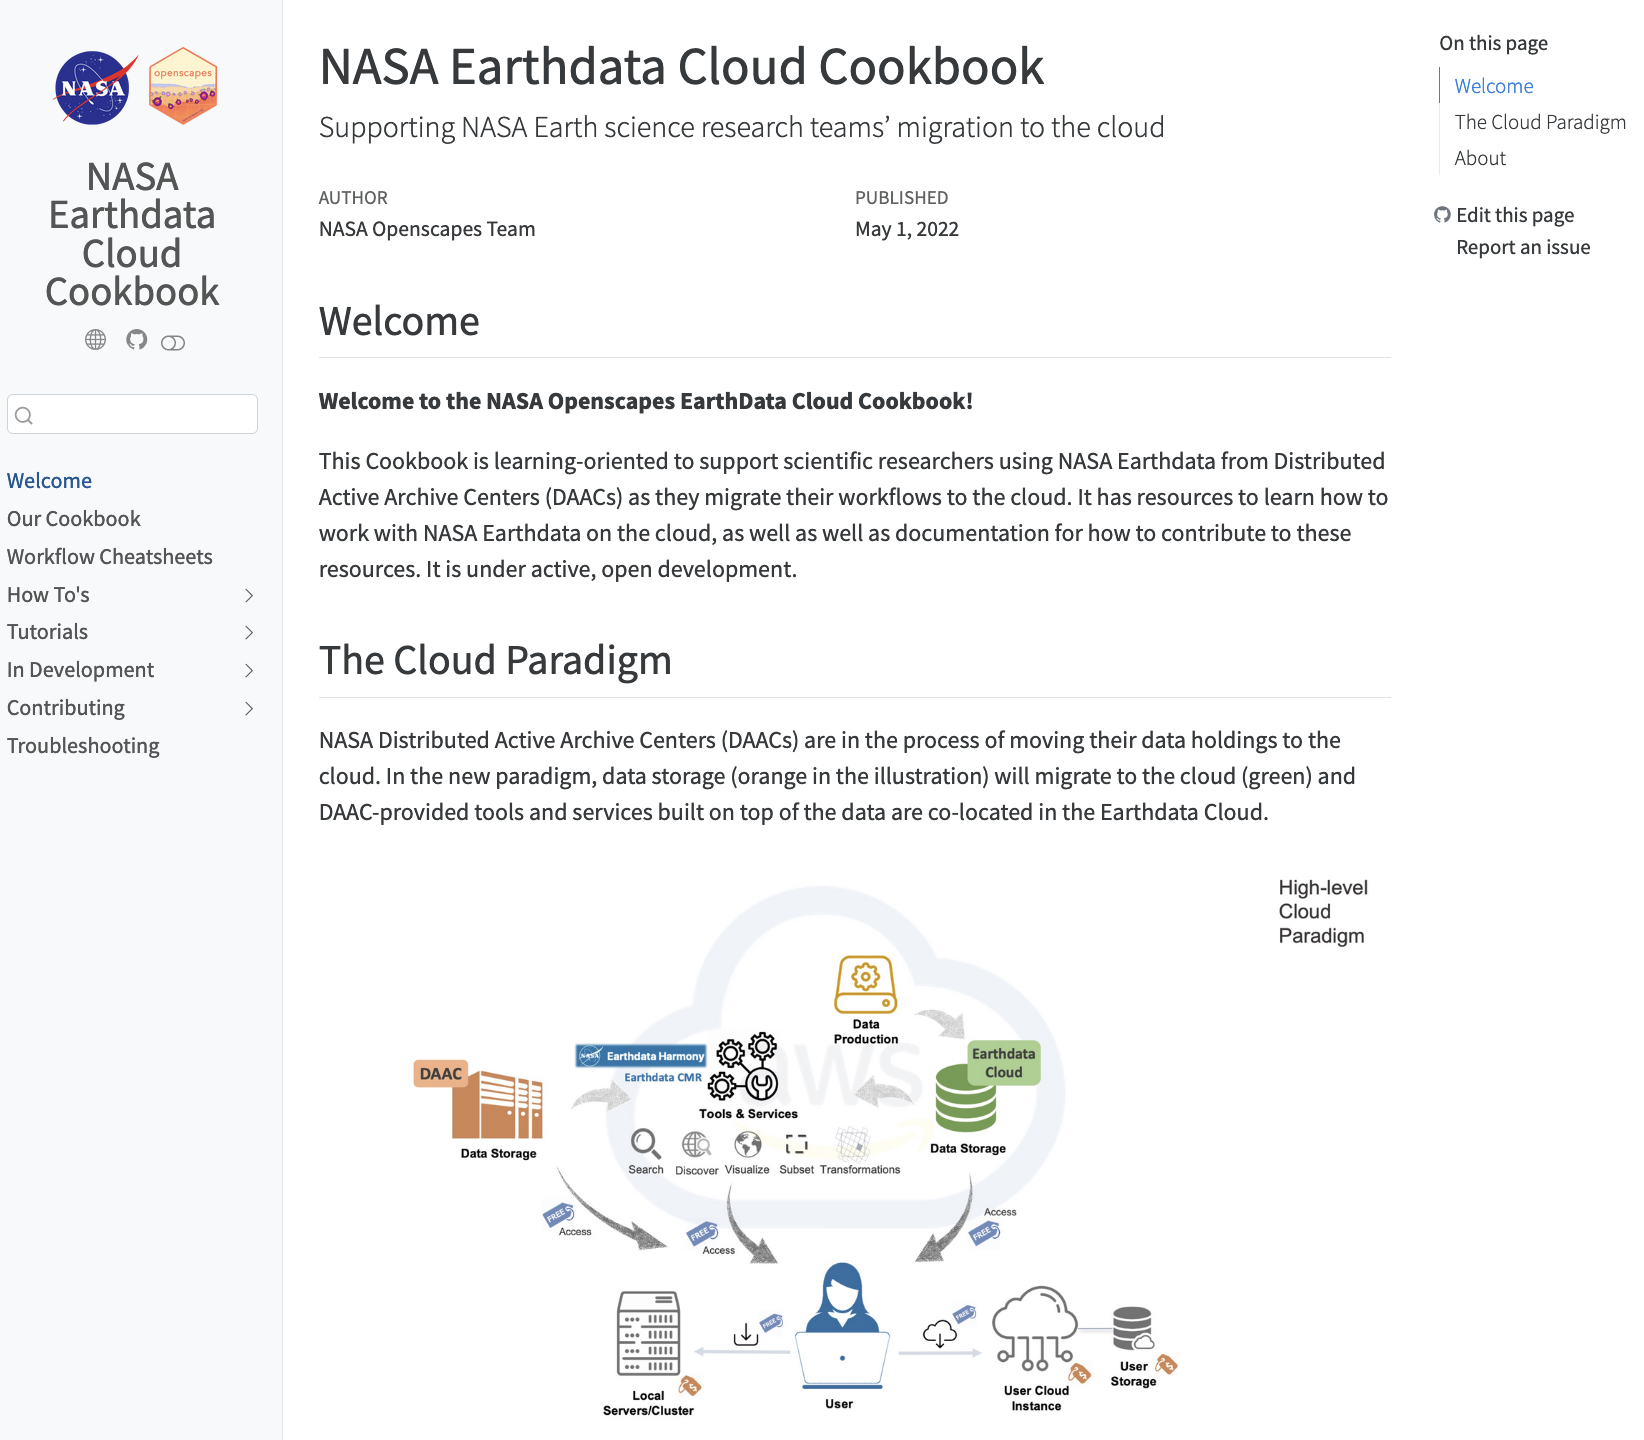 NASA
openscapes
NASA
Earthdata
Cloud
Cookbook
Welcome
Our Cookbook
Workflow Cheatsheets
How To's
Tutorials
In Development
Contributing
Troubleshooting
NASA Earthdata Cloud Cookbook
Supporting NASA Earth science research teams’ migration to the cloud
AUTHOR
NASA Openscapes Team
PUBLISHED
May 1, 2022
Welcome
Welcome to the NASA Openscapes EarthData Cloud Cookbook!
This Cookbook is learning-oriented to support scientific researchers using NASA Earthdata from Distributed
Active Archive Centers (DAACs) as they migrate their workflows to the cloud. It has resources to learn how to
work with NASA Earthdata on the cloud, as well as well as documentation for how to contribute to these
resources. It is under active, open development.
The Cloud Paradigm
NASA Distributed Active Archive Centers (DAACs) are in the process of moving their data holdings to the
cloud. In the new paradigm, data storage (orange in the illustration) will migrate to the cloud (green) and
DAAC-provided tools and services built on top of the data are co-located in the Earthdata Cloud.
High-level
Cloud
Paradigm
aws
Data
Production
NASA Earthdata Harmony
Earthdata CMR
Tools & Services
DAAC
Data Storage
Earthdata
Cloud
Data Storage
Search
Discover
Visualize
Subset
Transformations
FREE
Access
FREE
Access
Access
FREE
FREE
FREE
Local
Servers/Cluster
User
User Cloud
Instance
User
Storage
On this page
Welcome
The Cloud Paradigm
About
Edit this page
Report an issue